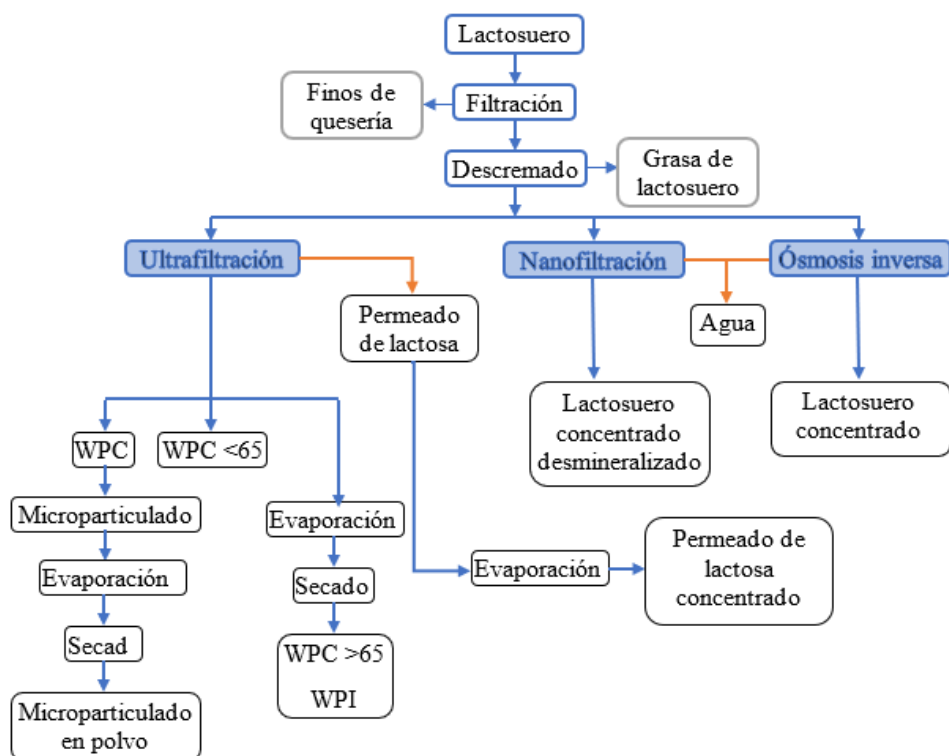 Lactosuero
Finos de
quesería
Filtración
Descremado
Grasa de
lactosuero
Ultrafiltración
Nanofiltración
Ósmosis inversa
Permeado
de lactosa
Agua
Lactosuero
concentrado
desmineralizado
Lactosuero
concentrado
WPC
WPC <65
Microparticulado
Evaporación
Evaporación
Secado
Secad
WPC >65
WPI
Microparticulado
en polvo
Evaporación
Permeado de
lactosa
concentrado